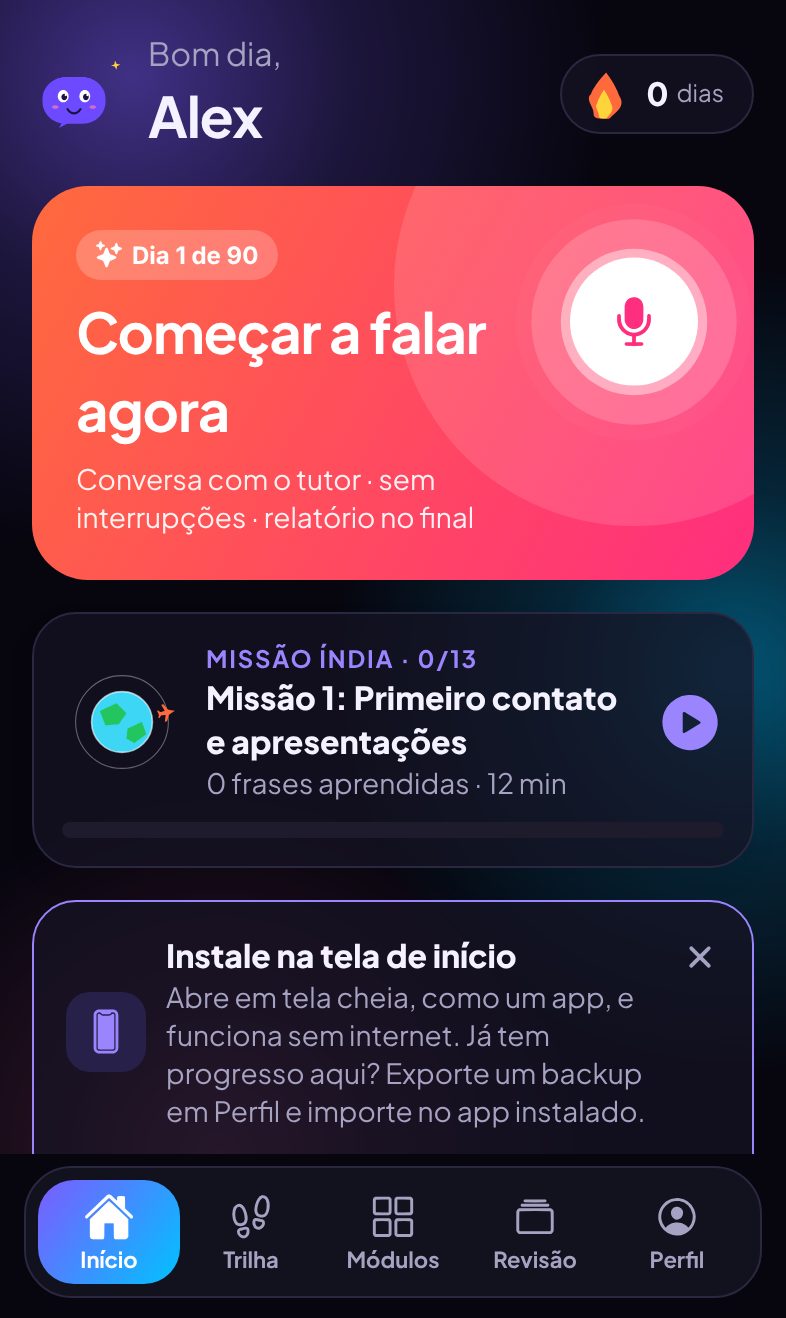 Bom dia,
Alex
0 dias
Dia 1 de 90
Começar a falar
agora
Conversa com o tutor · sem
interrupções · relatório no final
MISSÃO ÍNDIA · 0/13
Missão 1: Primeiro contato
e apresentações
0 frases aprendidas · 12 min
Instale na tela de início
Abre em tela cheia, como um app, e
funciona sem internet. Já tem
progresso aqui? Exporte um backup
em Perfil e importe no app instalado.
Início
Trilha
Módulos
Revisão
Perfil